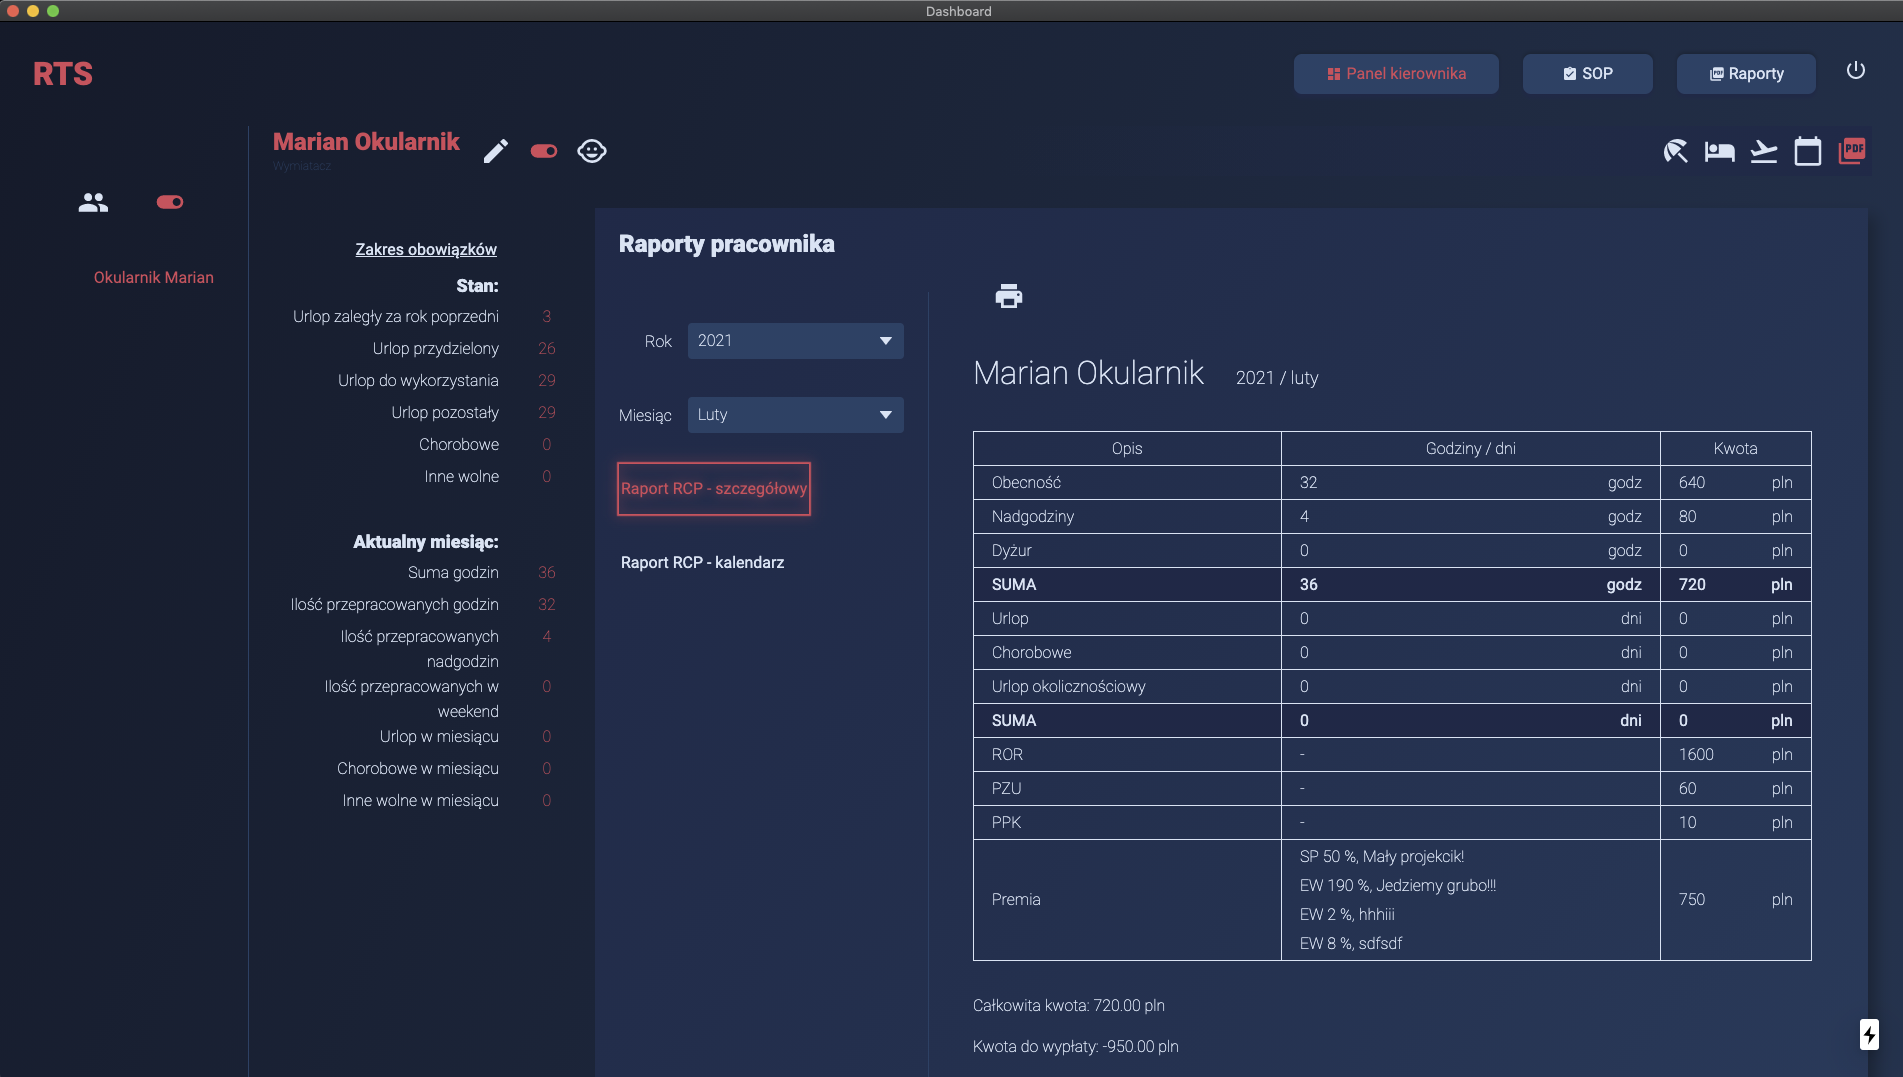 Dashboard
RTS
Panel kierownika
SOP
Raporty
Marian Okularnik
Wymiatacz
PDF
Okularnik Marian
Zakres obowiązków
Stan:
Urlop zaległy za rok poprzedni 3
Urlop przydzielony 26
Urlop do wykorzystania 29
Urlop pozostały 29
Chorobowe 0
Inne wolne 0
Aktualny miesiąc:
Suma godzin 36
Ilość przepracowanych godzin 32
Ilość przepracowanych 4
nadgodzin
Ilość przepracowanych w 0
weekend
Urlop w miesiącu 0
Chorobowe w miesiącu 0
Inne wolne w miesiącu 0
Raporty pracownika
Rok 2021
Miesiąc Luty
Raport RCP - szczegółowy
Raport RCP - kalendarz
Marian Okularnik 2021 / luty
Opis Godziny / dni Kwota
Obecność 32 godz 640 pln
Nadgodziny 4 godz 80 pln
Dyżur 0 godz 0 pln
SUMA 36 godz 720 pln
Urlop 0 dni 0 pln
Chorobowe 0 dni 0 pln
Urlop okolicznościowy 0 dni 0 pln
SUMA 0 dni 0 pln
ROR - 1600 pln
PZU - 60 pln
PPK - 10 pln
Premia
SP 50 %, Mały projekcik!
EW 190 %, Jedziemy grubo!!!
EW 2 %, hhhiii
EW 8 %, sdfsdf
750 pln
Całkowita kwota: 720.00 pln
Kwota do wypłaty: -950.00 pln